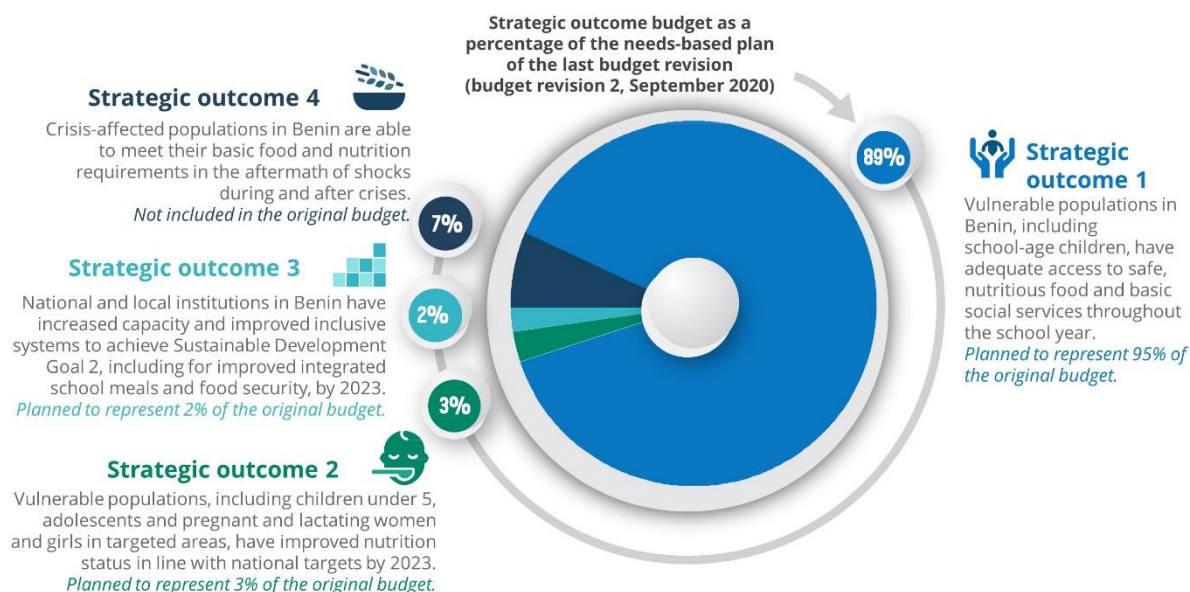 Strategic outcome budget as a
percentage of the needs-based plan
of the last budget revision
(budget revision 2, September 2020)
Strategic outcome 4
Crisis-affected populations in Benin are able
to meet their basic food and nutrition
requirements in the aftermath of shocks
during and after crises.
Not included in the original budget.
7%
Strategic outcome 3
National and local institutions in Benin have
increased capacity and improved inclusive
systems to achieve Sustainable Development
Goal 2, including for improved integrated
school meals and food security, by 2023.
Planned to represent 2% of the original budget.
2%
Strategic outcome 2
Vulnerable populations, including children under 5,
adolescents and pregnant and lactating women
and girls in targeted areas, have improved nutrition
status in line with national targets by 2023.
Planned to represent 3% of the original budget.
3%
89%
Strategic
outcome 1
Vulnerable populations in
Benin, including
school-age children, have
adequate access to safe,
nutritious food and basic
social services throughout
the school year.
Planned to represent 95% of
the original budget.